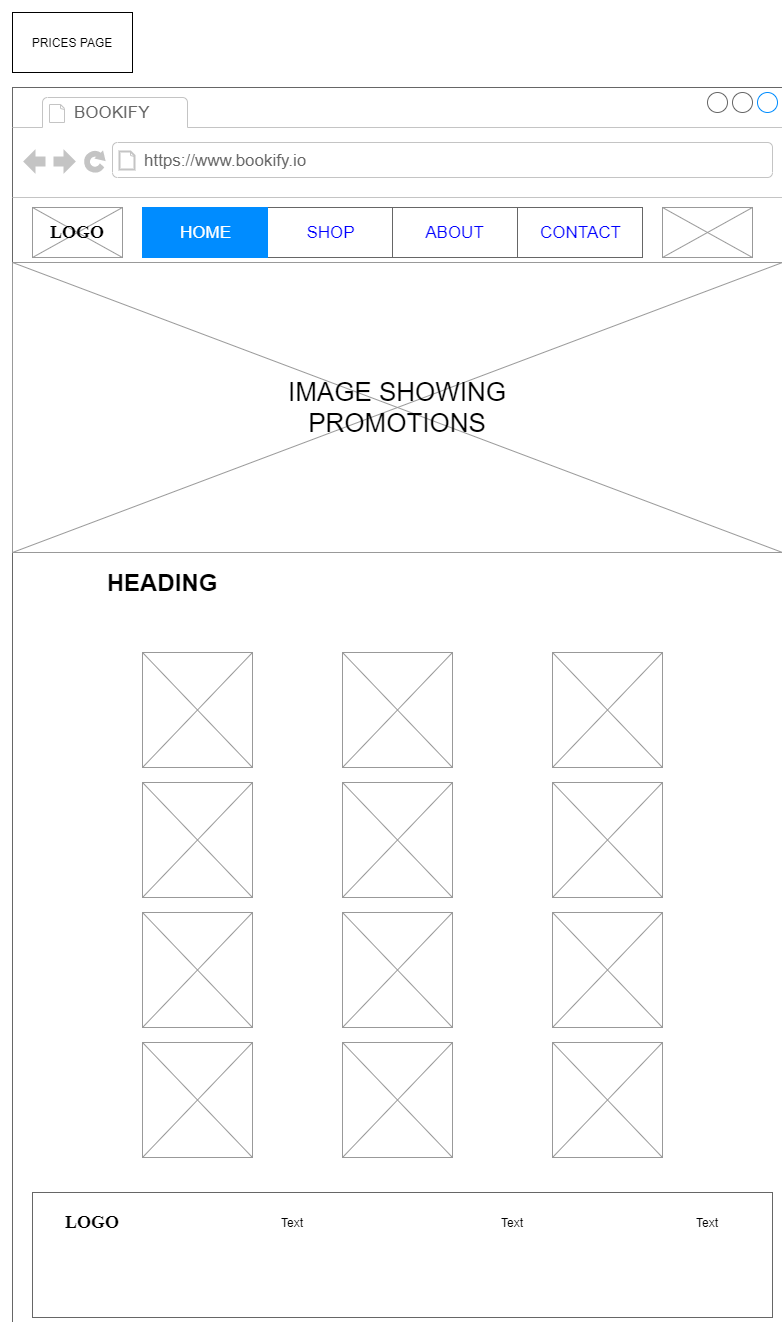 PRICES PAGE
BOOKIFY
https://www.bookify.io
LOGO HOME SHOP ABOUT CONTACT
IMAGE SHOWING
PROMOTIONS
HEADING
LOGO Text Text Text